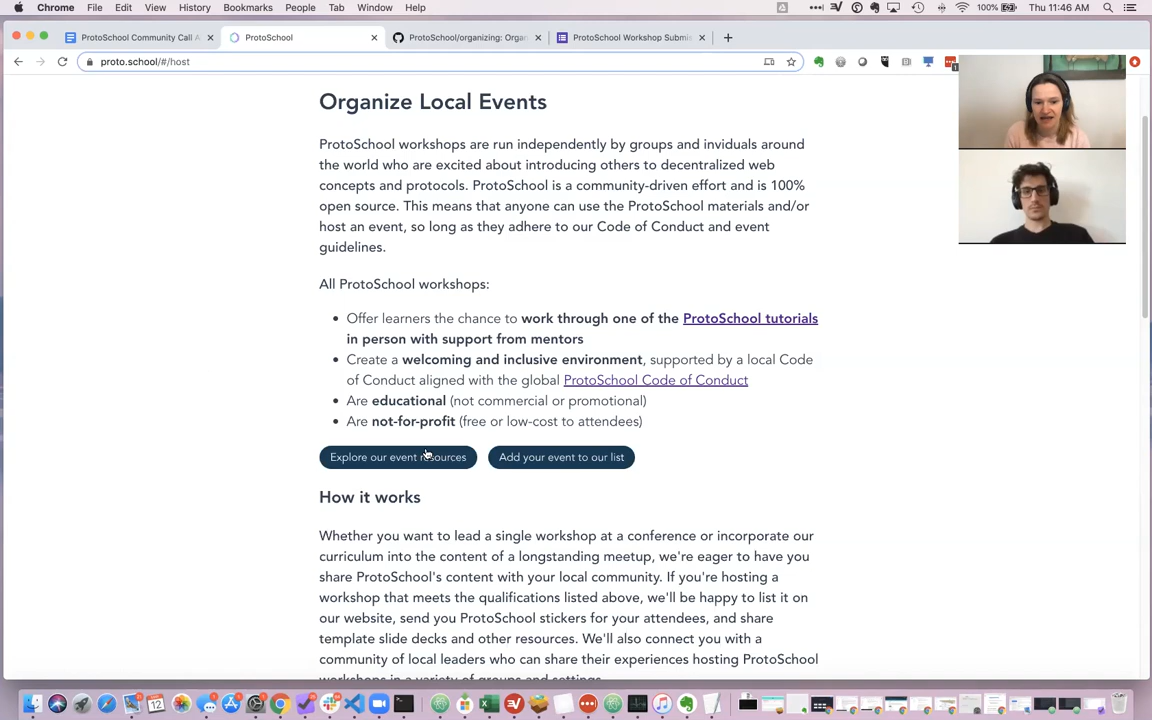 Chrome File Edit View History Bookmarks People Tab Window Help 100% Thu 11:46 AM
ProtoSchool Community Call A ProtoSchool ProtoSchool/organizing: Organ ProtoSchool Workshop Submis
proto.school/#/host
Organize Local Events
ProtoSchool workshops are run independently by groups and inviduals around
the world who are excited about introducing others to decentralized web
concepts and protocols. ProtoSchool is a community-driven effort and is 100%
open source. This means that anyone can use the ProtoSchool materials and/or
host an event, so long as they adhere to our Code of Conduct and event
guidelines.
All ProtoSchool workshops:
• Offer learners the chance to work through one of the ProtoSchool tutorials
in person with support from mentors
• Create a welcoming and inclusive environment, supported by a local Code
of Conduct aligned with the global ProtoSchool Code of Conduct
• Are educational (not commercial or promotional)
• Are not-for-profit (free or low-cost to attendees)
Explore our event resources Add your event to our list
How it works
Whether you want to lead a single workshop at a conference or incorporate our
curriculum into the content of a longstanding meetup, we're eager to have you
share ProtoSchool's content with your local community. If you're hosting a
workshop that meets the qualifications listed above, we'll be happy to list it on
our website, send you ProtoSchool stickers for your attendees, and share
template slide decks and other resources. We'll also connect you with a
community of local leaders who can share their experiences hosting ProtoSchool
workshops in a variety of groups and settings.